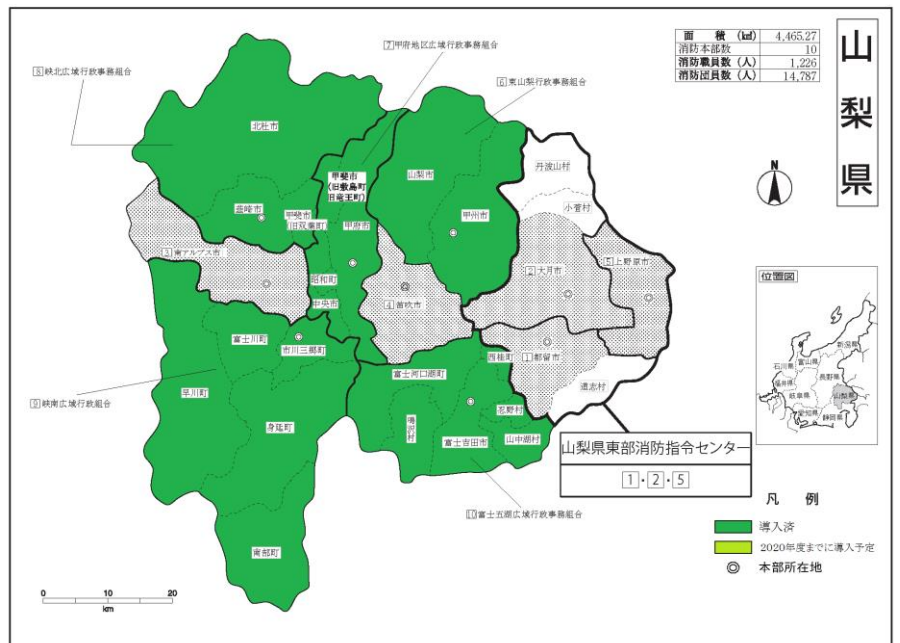 山梨県
面積（k㎡） 4,465.27
消防本部数 10
消防職員数（人） 1,226
消防団員数（人） 14,787
7甲府地区広域行政事務組合
8峡北広域行政事務組合
6東山梨行政事務組合
北杜市
丹波山村
N
甲斐市
(旧敷島町
旧竜王町)
山梨市
小菅村
韮崎市
甲斐市
(旧双葉町)
甲府市
甲州市
3南アルプス市
5上野原市
2大月市
位置図
昭和町
中央市
4笛吹市
新潟県
富山県
石川県
長野県
福井県
岐阜県
山梨県
愛知県
静岡県
富士川町
市川三郷町
西桂町
1都留市
富士河口湖町
道志村
早川町
忍野村
9峡南広域行政組合
身延町
鳴沢村
富士吉田市
山中湖村
山梨県東部消防指令センター
1・2・5
10富士五湖広域行政事務組合
凡例
導入済
2020年度までに導入予定
本部所在地
南部町
0 10 20
km